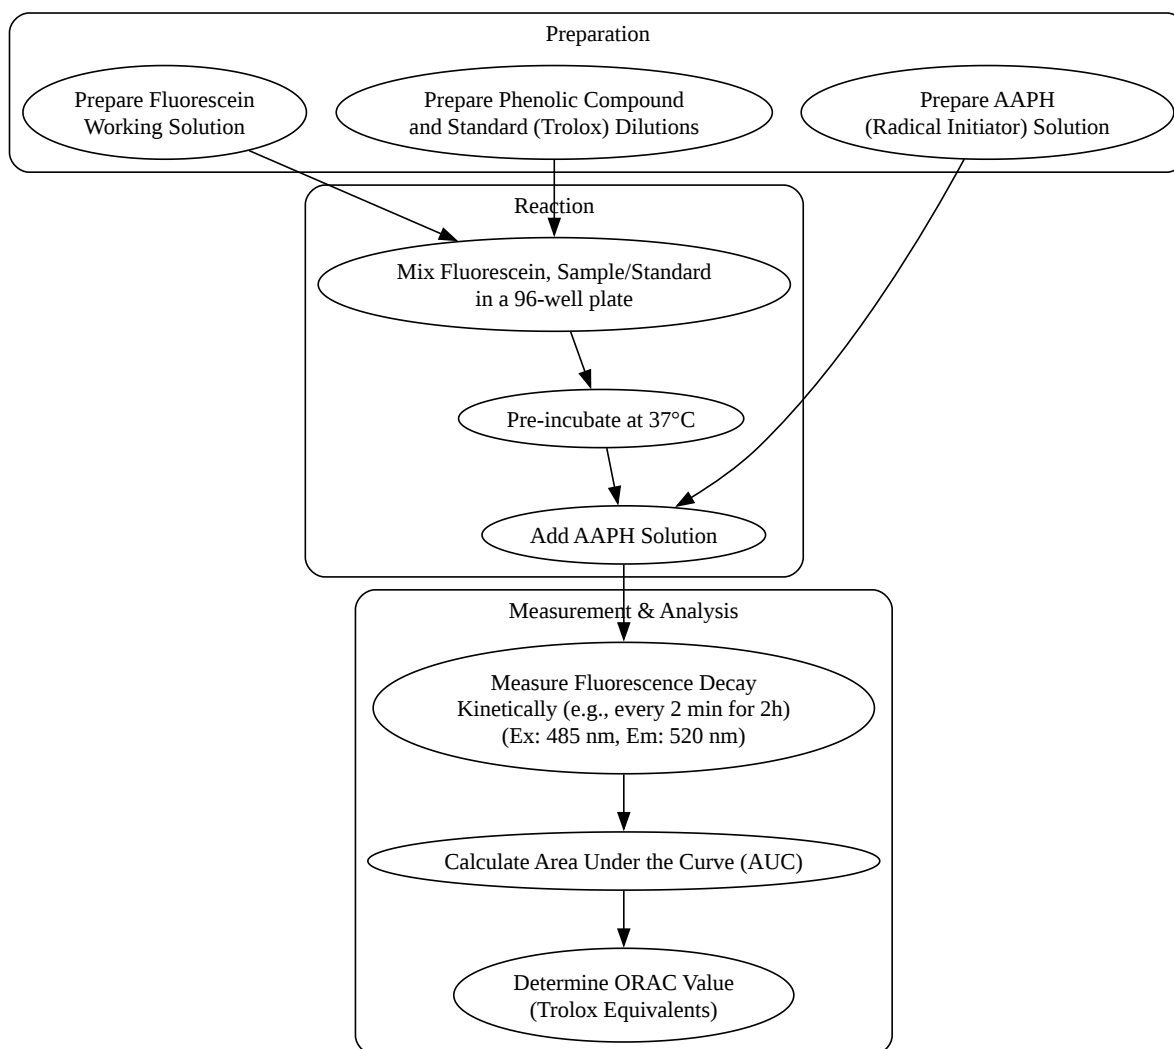 Preparation
Prepare Fluorescein
Working Solution
Prepare Phenolic Compound
and Standard (Trolox) Dilutions
Prepare AAPH
(Radical Initiator) Solution
Reaction
Mix Fluorescein, Sample/Standard
in a 96-well plate
Pre-incubate at 37°C
Add AAPH Solution
Measurement & Analysis
Measure Fluorescence Decay
Kinetically (e.g., every 2 min for 2h)
(Ex: 485 nm, Em: 520 nm)
Calculate Area Under the Curve (AUC)
Determine ORAC Value
(Trolox Equivalents)